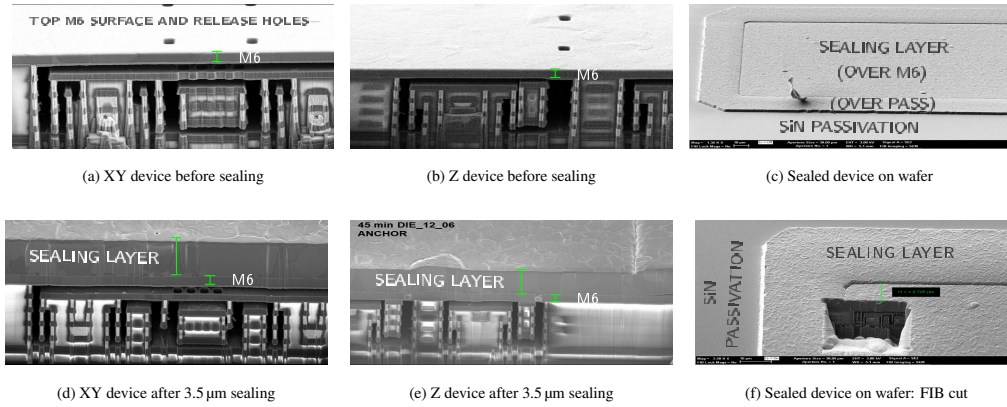 TOP M6 SURFACE AND RELEASE HOLES
M6
(a) XY device before sealing
M6
(b) Z device before sealing
SEALING LAYER
(OVER M6)
(OVER PASS)
SiN PASSIVATION
(c) Sealed device on wafer
SEALING LAYER
M6
(d) XY device after 3.5 µm sealing
45 min DIE_12_06
ANCHOR
SEALING LAYER
M6
(e) Z device after 3.5 µm sealing
SiN
PASSIVATION
SEALING LAYER
(f) Sealed device on wafer: FIB cut